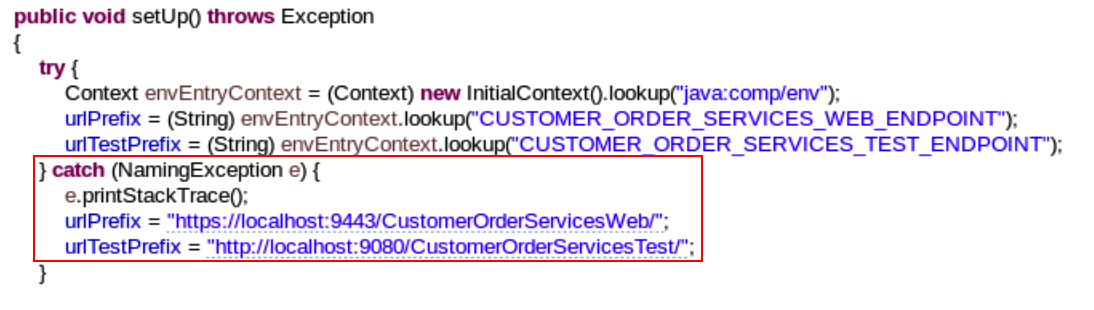 public void setUp() throws Exception
{
try {
Context envEntryContext = (Context) new InitialContext().lookup("java:comp/env");
urlPrefix = (String) envEntryContext.lookup("CUSTOMER_ORDER_SERVICES_WEB_ENDPOINT");
urlTestPrefix = (String) envEntryContext.lookup("CUSTOMER_ORDER_SERVICES_TEST_ENDPOINT");
} catch (NamingException e) {
e.printStackTrace();
urlPrefix = "https://localhost:9443/CustomerOrderServicesWeb/";
urlTestPrefix = "http://localhost:9080/CustomerOrderServicesTest/";
}